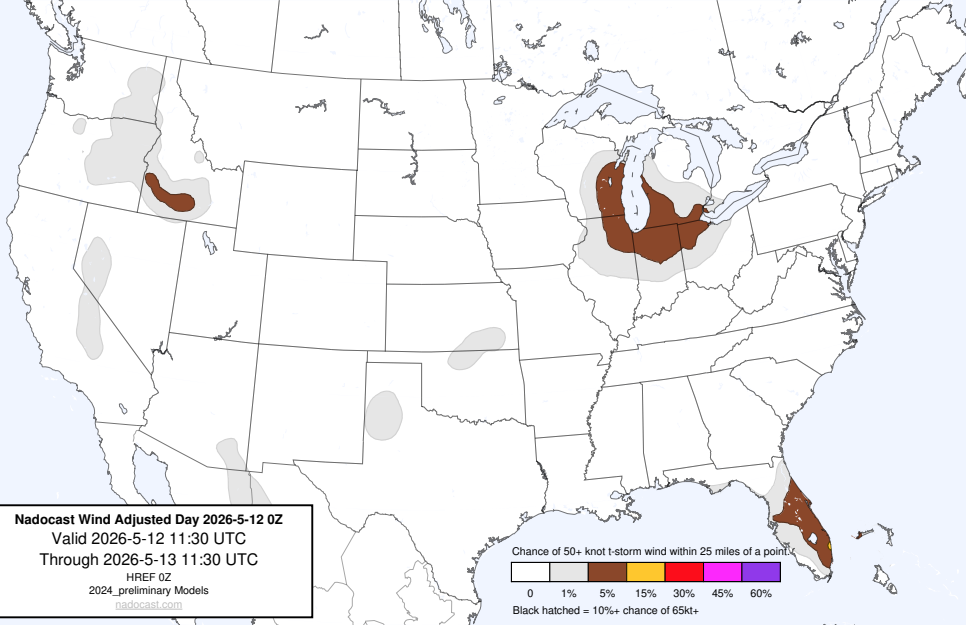 Nadocast Wind Adjusted Day 2026-5-12 0Z
Valid 2026-5-12 11:30 UTC
Through 2026-5-13 11:30 UTC
HREF 0Z
2024_preliminary Models
nadocast.com
Chance of 50+ knot t-storm wind within 25 miles of a point.
0 1% 5% 15% 30% 45% 60%
Black hatched = 10%+ chance of 65kt+